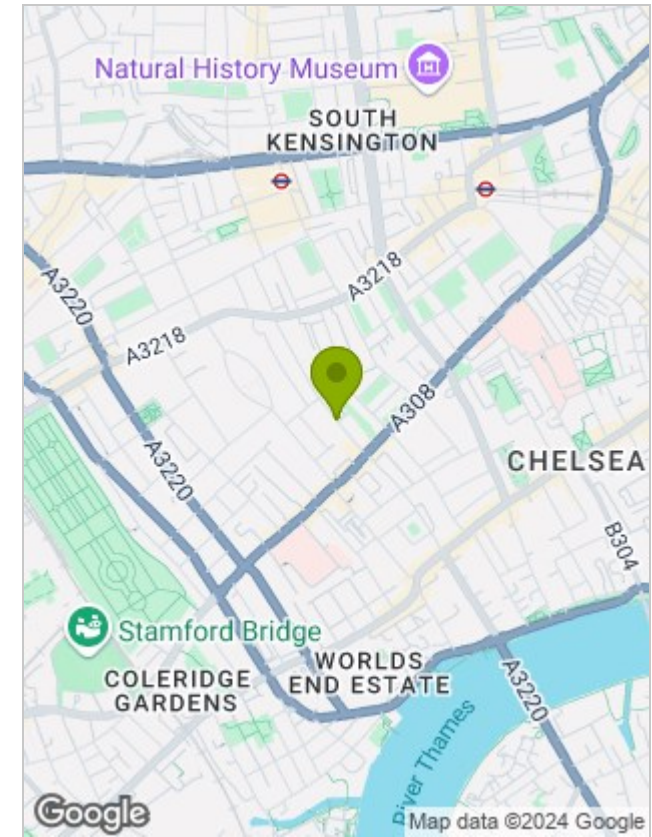 Natural History Museum
SOUTH
KENSINGTON
A3220
A3218
A3218
A308
A3220
CHELSEA
B304
Stamford Bridge
COLERIDGE
GARDENS
WORLDS
END ESTATE
A3220
River Thames
Google
Map data ©2024 Google